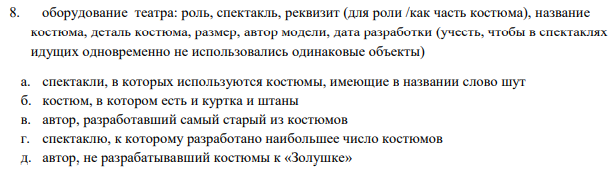 8. оборудование театра: роль, спектакль, реквизит (для роли /как часть костюма), название
костюма, деталь костюма, размер, автор модели, дата разработки (учесть, чтобы в спектаклях
идущих одновременно не использовались одинаковые объекты)
а. спектакли, в которых используются костюмы, имеющие в названии слово шут
б. костюм, в котором есть и куртка и штаны
в. автор, разработавший самый старый из костюмов
г. спектаклю, к которому разработано наибольшее число костюмов
д. автор, не разрабатывавший костюмы к «Золушке»